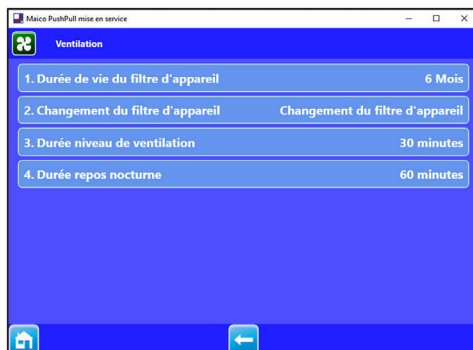 Maico PushPull mise en service
Ventilation
1. Durée de vie du filtre d'appareil 6 Mois
2. Changement du filtre d'appareil Changement du filtre d'appareil
3. Durée niveau de ventilation 30 minutes
4. Durée repos nocturne 60 minutes